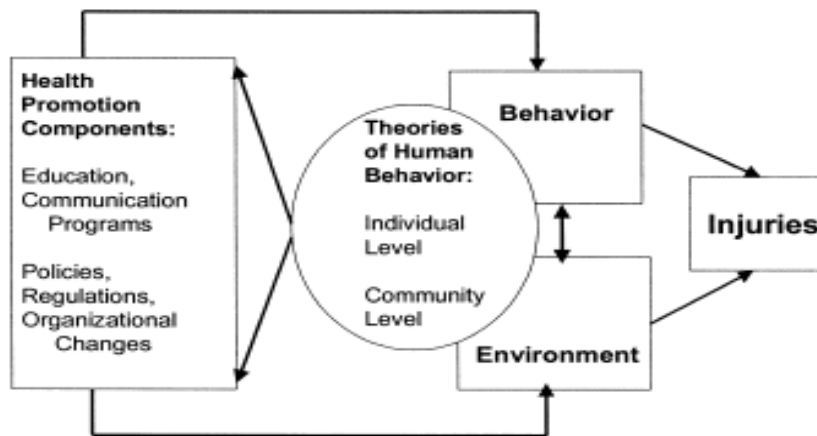 Health
Promotion
Components:
Education,
Communication
Programs
Policies,
Regulations,
Organizational
Changes
Theories
of Human
Behavior:
Individual
Level
Community
Level
Behavior
Environment
Injuries